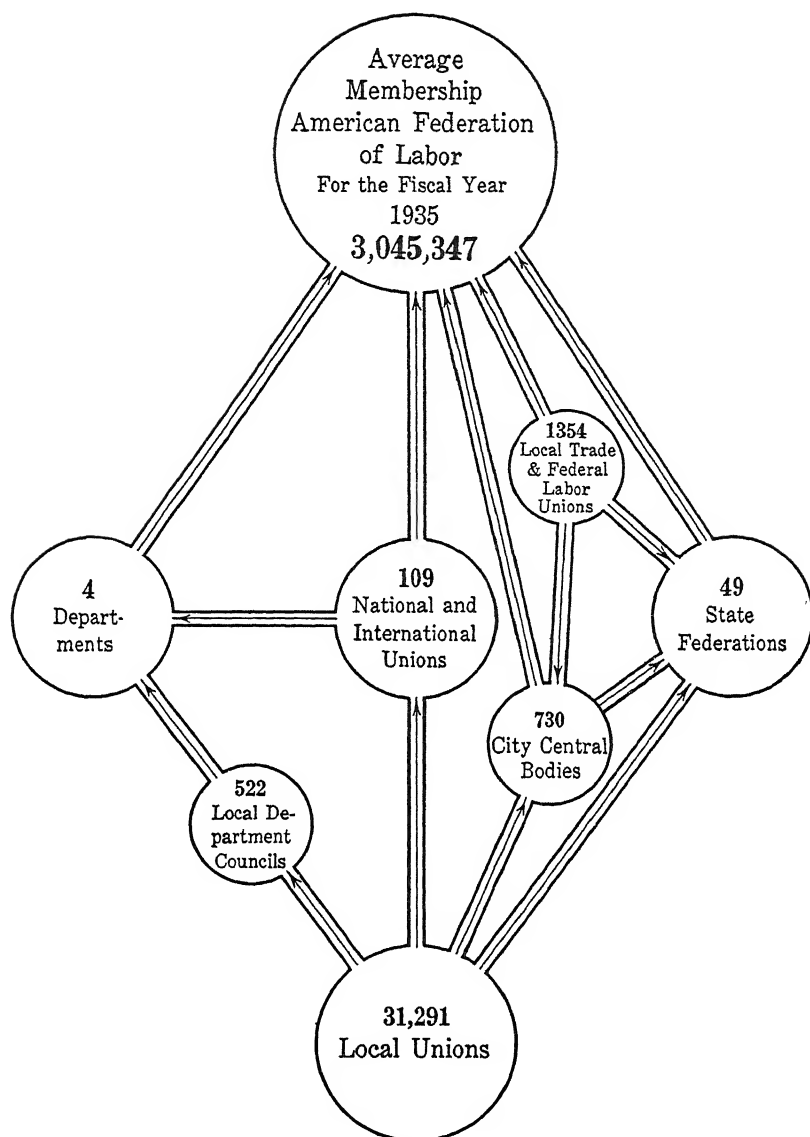 Average
Membership
American Federation
of Labor
For the Fiscal Year
1935
3,045,347
1354
Local Trade
& Federal
Labor
Unions
4
Depart-
ments
109
National and
International
Unions
49
State
Federations
730
City Central
Bodies
522
Local De-
partment
Councils
31,291
Local Unions